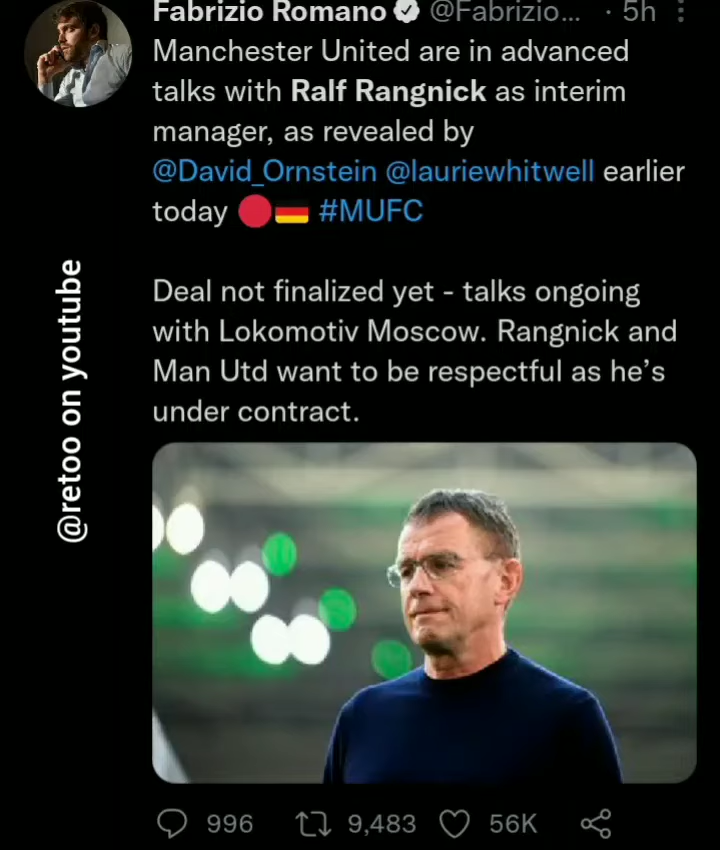 Fabrizio Romano @Fabrizio... · 5h
Manchester United are in advanced
talks with Ralf Rangnick as interim
manager, as revealed by
@David_Ornstein @lauriewhitwell earlier
today 🔴🇩🇪 #MUFC
Deal not finalized yet - talks ongoing
with Lokomotiv Moscow. Rangnick and
Man Utd want to be respectful as he’s
under contract.
@retoo on youtube
996 9,483 56K